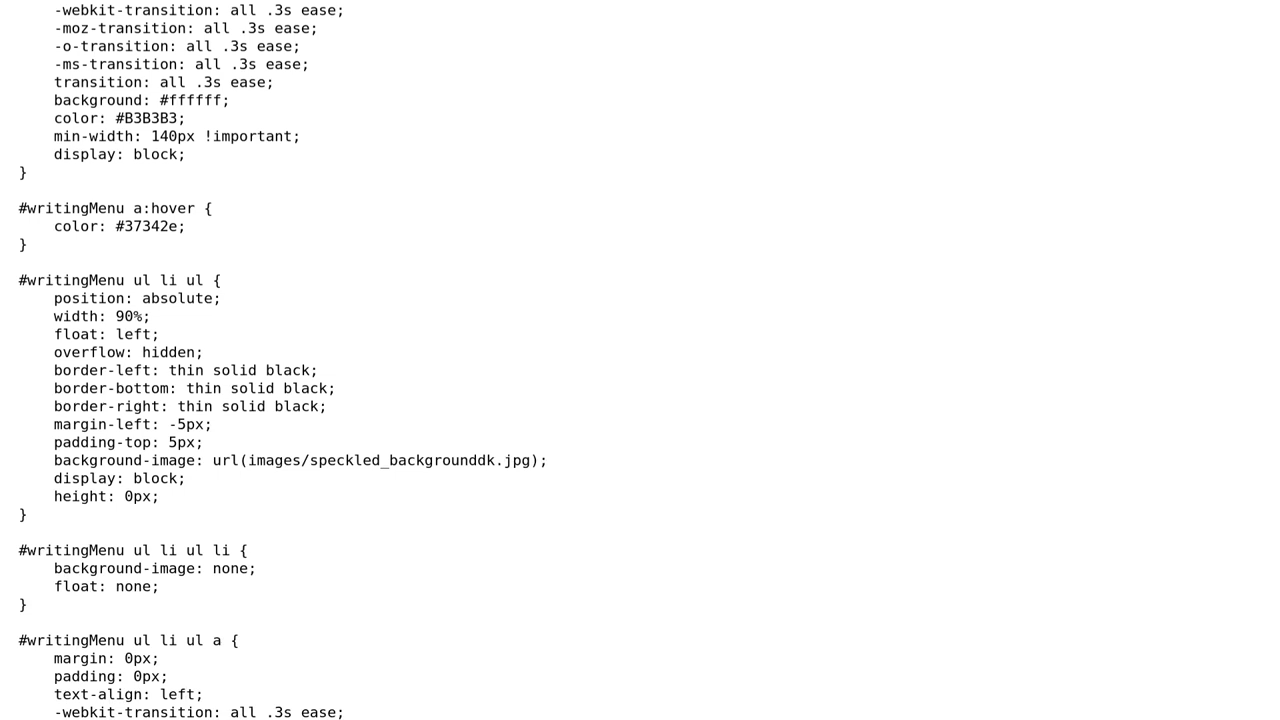 -webkit-transition: all .3s ease;
    -moz-transition: all .3s ease;
    -o-transition: all .3s ease;
    -ms-transition: all .3s ease;
    transition: all .3s ease;
    background: #ffffff;
    color: #B3B3B3;
    min-width: 140px !important;
    display: block;
}

#writingMenu a:hover {
    color: #37342e;
}

#writingMenu ul li ul {
    position: absolute;
    width: 90%;
    float: left;
    overflow: hidden;
    border-left: thin solid black;
    border-bottom: thin solid black;
    border-right: thin solid black;
    margin-left: -5px;
    padding-top: 5px;
    background-image: url(images/speckled_backgrounddk.jpg);
    display: block;
    height: 0px;
}

#writingMenu ul li ul li {
    background-image: none;
    float: none;
}

#writingMenu ul li ul a {
    margin: 0px;
    padding: 0px;
    text-align: left;
    -webkit-transition: all .3s ease;